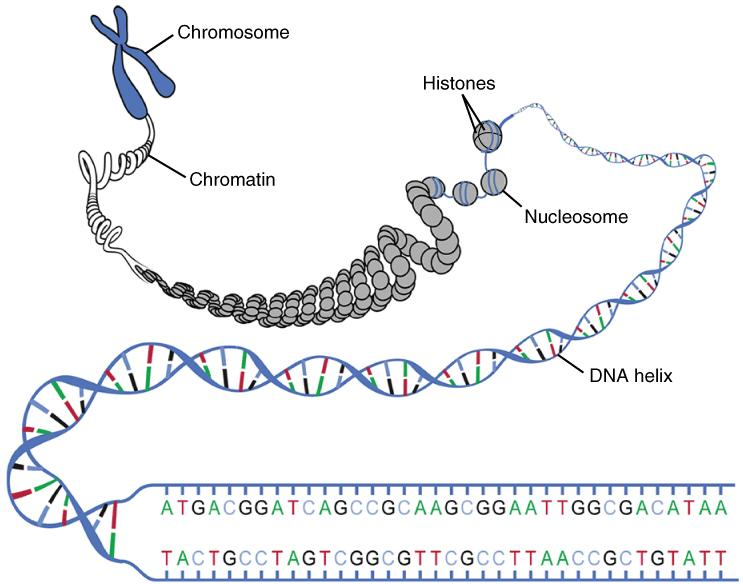 Chromosome
Histones
Chromatin
Nucleosome
DNA helix
ATGACGGATCAGCCGCAAGCGGAATTGGCGACATAA
TACTGCCTAGTCGGCGTTCGCCTTAACCGCTGTATT